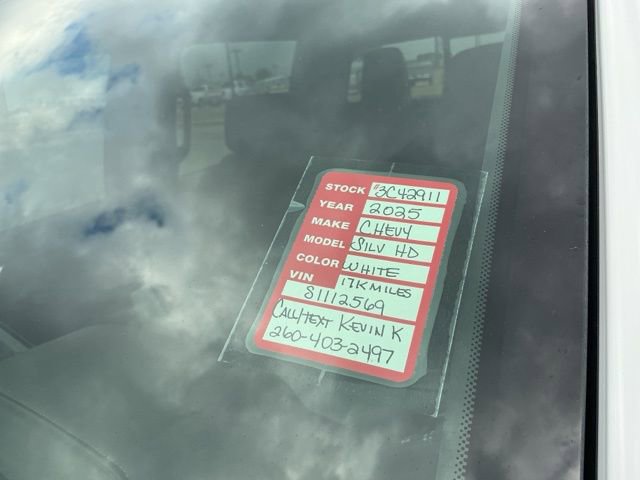 STOCK #3C42911
YEAR 2025
MAKE CHEVY
MODEL SILV HD
COLOR WHITE
VIN 17K MILES
S1112569
CALL/TEXT KEVIN K
260-403-2497